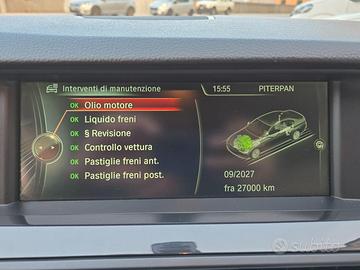 Interventi di manutenzione
15:55
PITERPAN
OK Olio motore
OK Liquido freni
OK § Revisione
OK Controllo vettura
OK Pastiglie freni ant.
OK Pastiglie freni post.
09/2027
fra 27000 km
subito